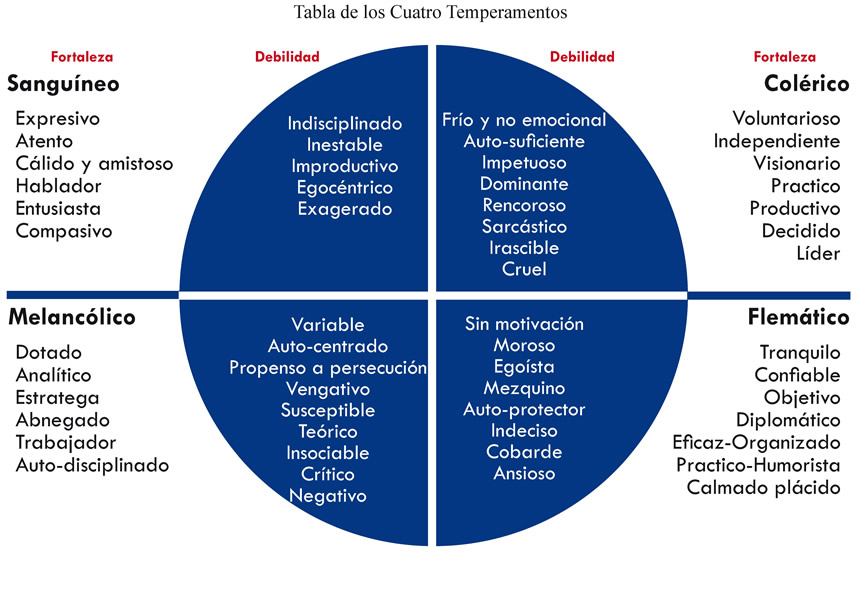 Tabla de los Cuatro Temperamentos
Fortaleza
Debilidad
Debilidad
Fortaleza
Sanguíneo
Expresivo
Atento
Cálido y amistoso
Hablador
Entusiasta
Compasivo
Indisciplinado
Inestable
Improductivo
Egocéntrico
Exagerado
Frío y no emocional
Auto-suficiente
Impetuoso
Dominante
Rencoroso
Sarcástico
Irascible
Cruel
Colérico
Voluntarioso
Independiente
Visionario
Practico
Productivo
Decidido
Líder
Melancólico
Dotado
Analítico
Estratega
Abnegado
Trabajador
Auto-disciplinado
Variable
Auto-centrado
Propenso a persecución
Vengativo
Susceptible
Teórico
Insociable
Crítico
Negativo
Sin motivación
Moroso
Egoísta
Mezquino
Auto-protector
Indeciso
Cobarde
Ansioso
Flemático
Tranquilo
Confiable
Objetivo
Diplomático
Eficaz-Organizado
Practico-Humorista
Calmado plácido